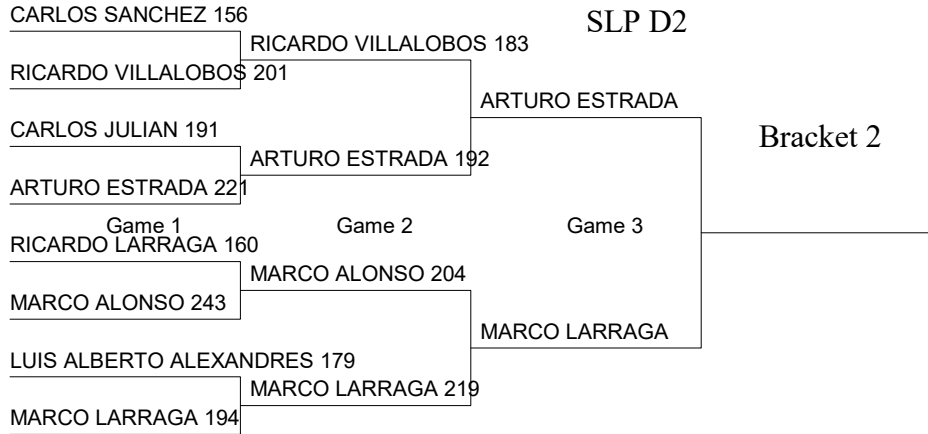 CARLOS SANCHEZ 156
SLP D2
RICARDO VILLALOBOS 183
RICARDO VILLALOBOS 201
ARTURO ESTRADA
CARLOS JULIAN 191
Bracket 2
ARTURO ESTRADA 192
ARTURO ESTRADA 221
Game 1
Game 2
Game 3
RICARDO LARRAGA 160
MARCO ALONSO 204
MARCO ALONSO 243
MARCO LARRAGA
LUIS ALBERTO ALEXANDRES 179
MARCO LARRAGA 219
MARCO LARRAGA 194